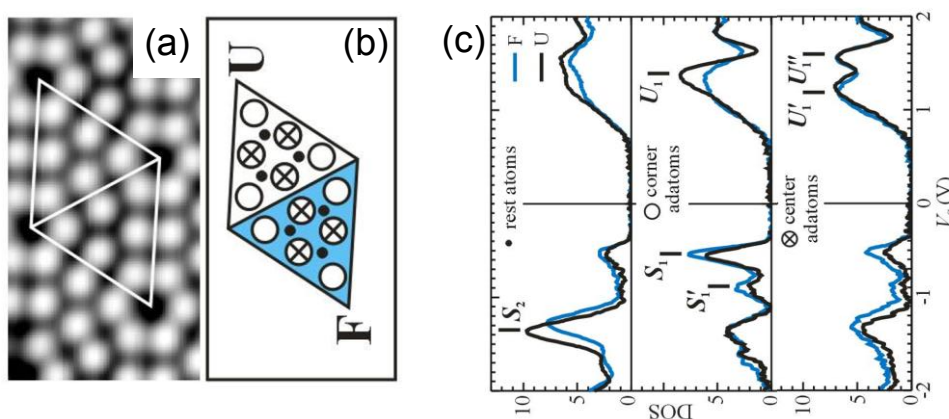 (a)
(b)
U
F
(c)
F
U
rest atoms
S₂
10
5
0
corner
adatoms
U₁
S₁
S′₁
10
5
0
center
adatoms
U′₁ U″₁
10
5
0
DOS
-2 -1 0 1 2
(V)